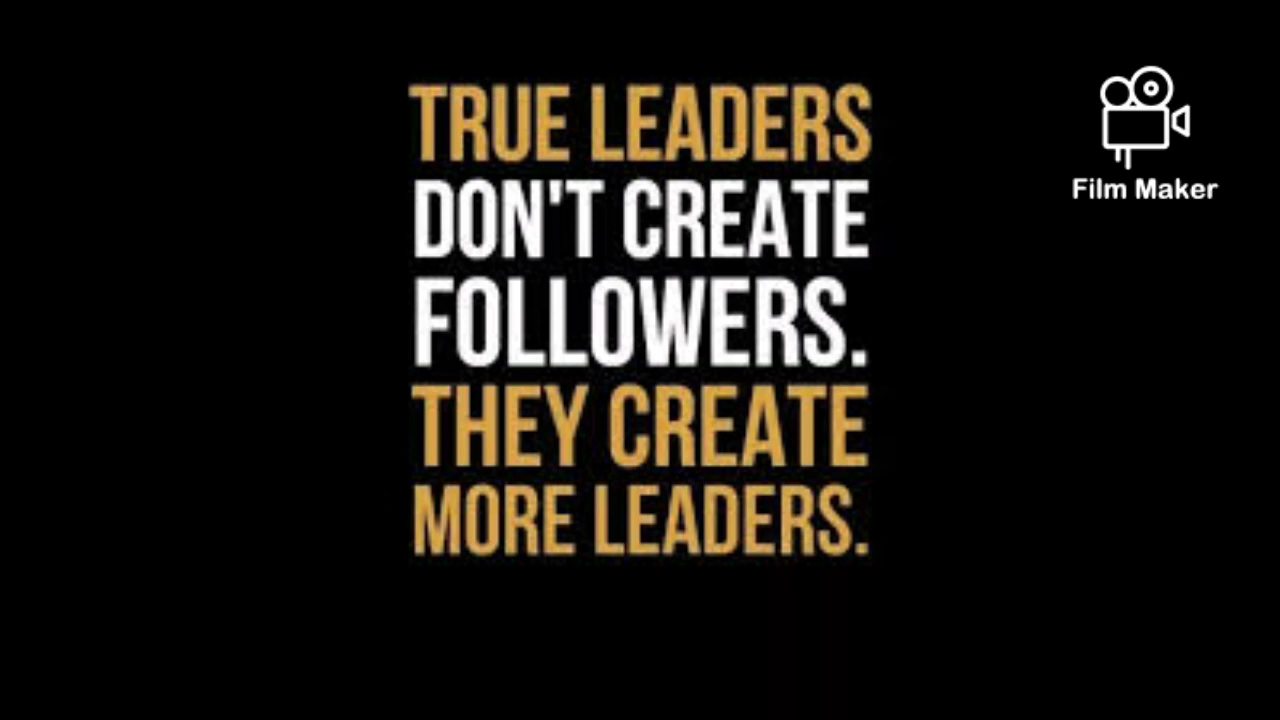 TRUE LEADERS
DON'T CREATE
FOLLOWERS.
THEY CREATE
MORE LEADERS.
Film Maker